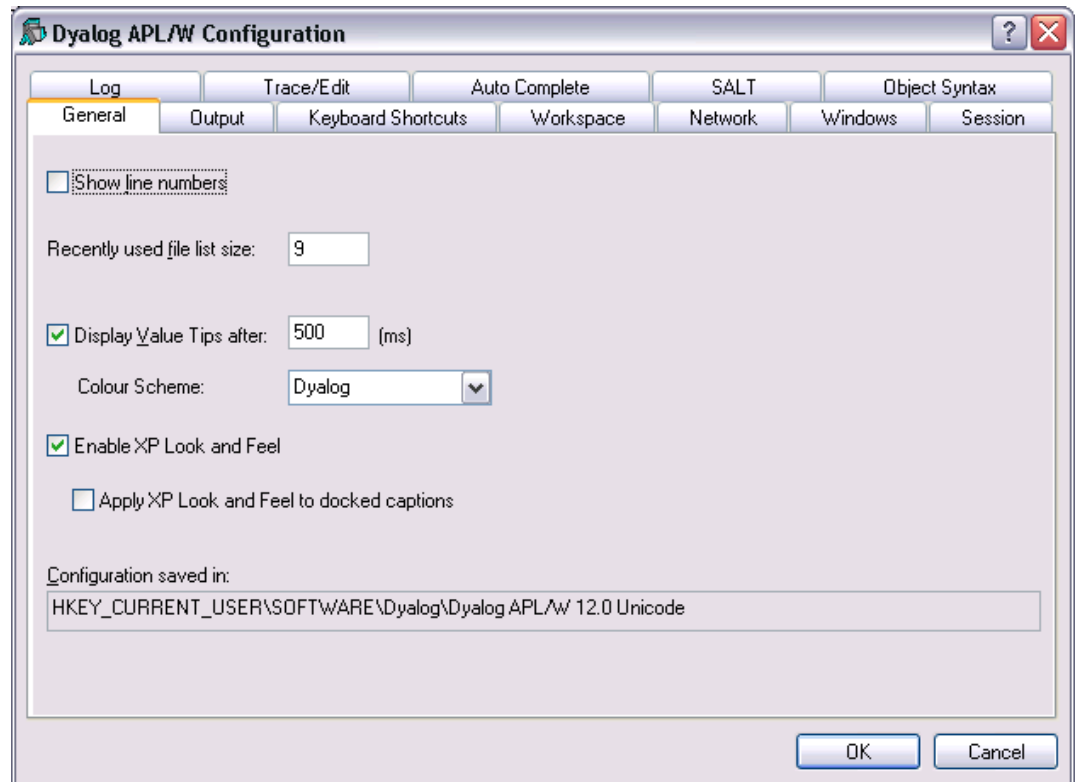 Dyalog APL/W Configuration
Log Trace/Edit Auto Complete SALT Object Syntax
General Output Keyboard Shortcuts Workspace Network Windows Session
Show line numbers
Recently used file list size: 9
Display Value Tips after: 500 (ms)
Colour Scheme: Dyalog
Enable XP Look and Feel
Apply XP Look and Feel to docked captions
Configuration saved in:
HKEY_CURRENT_USER\SOFTWARE\Dyalog\Dyalog APL/W 12.0 Unicode
OK Cancel